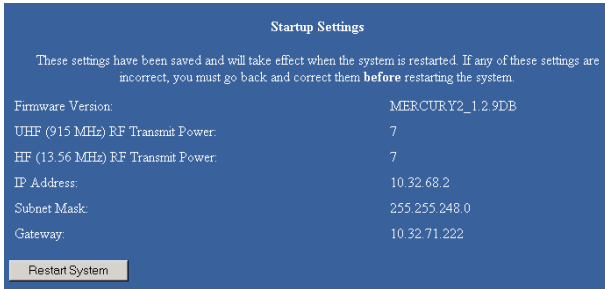 Startup Settings
These settings have been saved and will take effect when the system is restarted. If any of these settings are
incorrect, you must go back and correct them before restarting the system.
Firmware Version: MERCURY2_1.2.9DB
UHF (915 MHz) RF Transmit Power: 7
HF (13.56 MHz) RF Transmit Power: 7
IP Address: 10.32.68.2
Subnet Mask: 255.255.248.0
Gateway: 10.32.71.222
Restart System